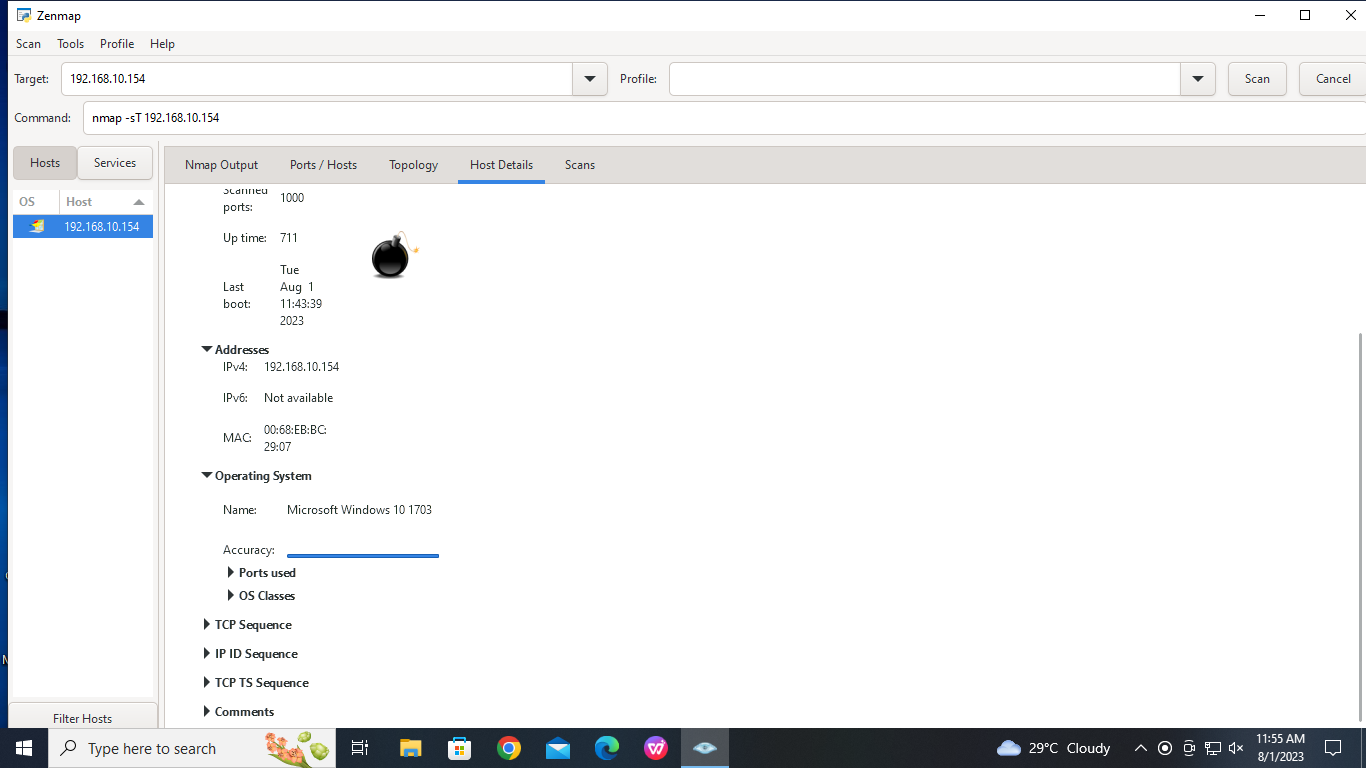 Zenmap
Scan Tools Profile Help
Target: 192.168.10.154 Profile: Scan Cancel
Command: nmap -sT 192.168.10.154
Hosts Services
Nmap Output Ports / Hosts Topology Host Details Scans
OS Host
192.168.10.154
Scanned
ports: 1000
Up time: 711
Last
boot:
Tue
Aug 1
11:43:39
2023
Addresses
IPv4: 192.168.10.154
IPv6: Not available
MAC:
00:68:EB:BC:
29:07
Operating System
Name: Microsoft Windows 10 1703
Accuracy:
Ports used
OS Classes
TCP Sequence
IP ID Sequence
TCP TS Sequence
Comments
Filter Hosts
Type here to search
29°C Cloudy
11:55 AM
8/1/2023